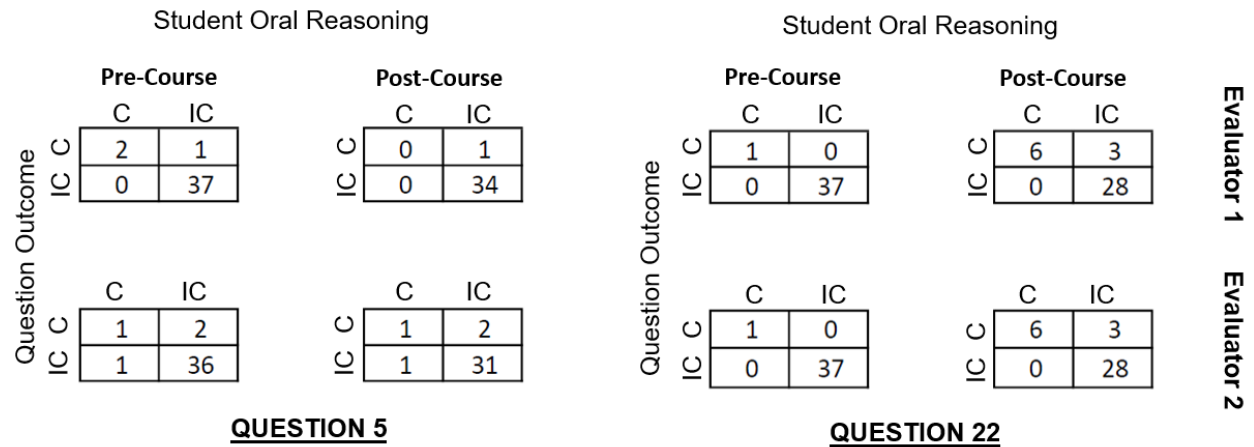 Student Oral Reasoning
Student Oral Reasoning
Pre-Course Post-Course
Pre-Course Post-Course
C IC C IC
C IC C IC
Question Outcome
C 2 1 C 0 1
IC 0 37 IC 0 34
Question Outcome
C 1 0 C 6 3
IC 0 37 IC 0 28
Evaluator 1
C IC C IC
C 1 2 C 1 2
IC 1 36 IC 1 31
C IC C IC
C 1 0 C 6 3
IC 0 37 IC 0 28
Evaluator 2
QUESTION 5
QUESTION 22